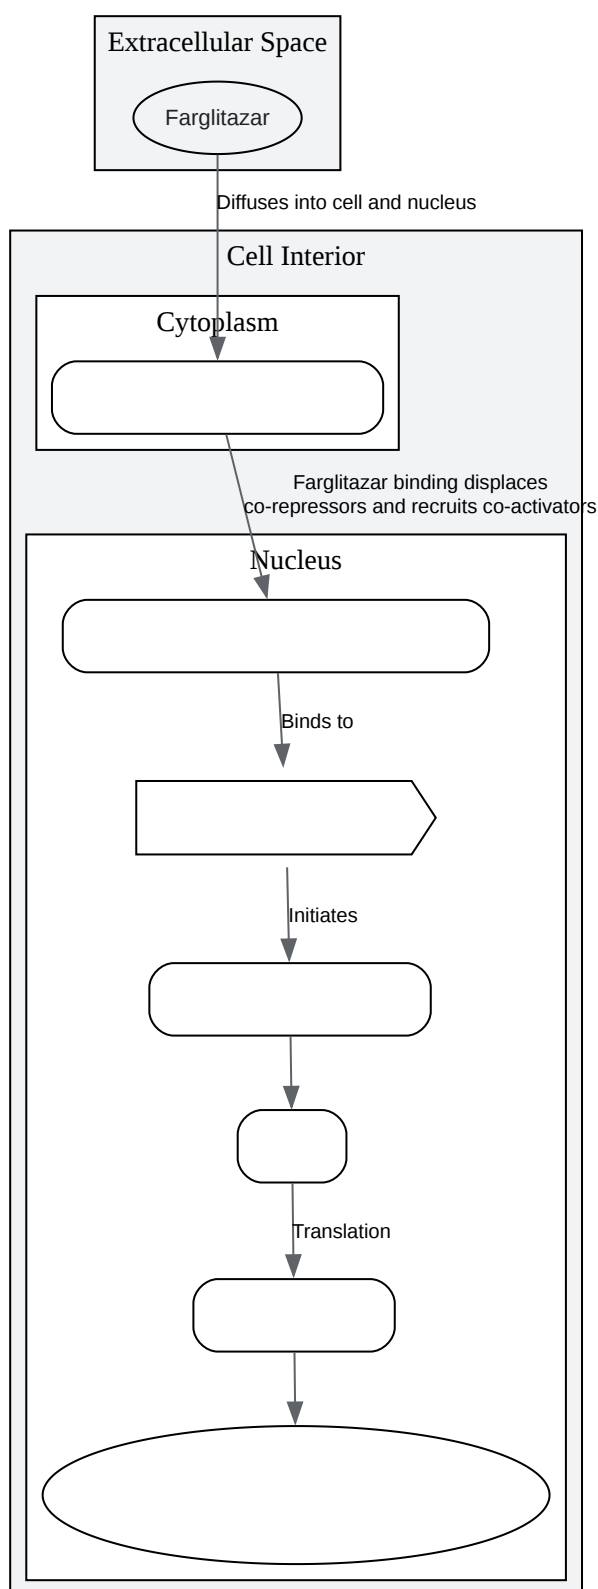 Extracellular Space
Farglitazar
Diffuses into cell and nucleus
Cell Interior
Cytoplasm
Farglitazar binding displaces
co-repressors and recruits co-activators
Nucleus
Binds to
Initiates
Translation